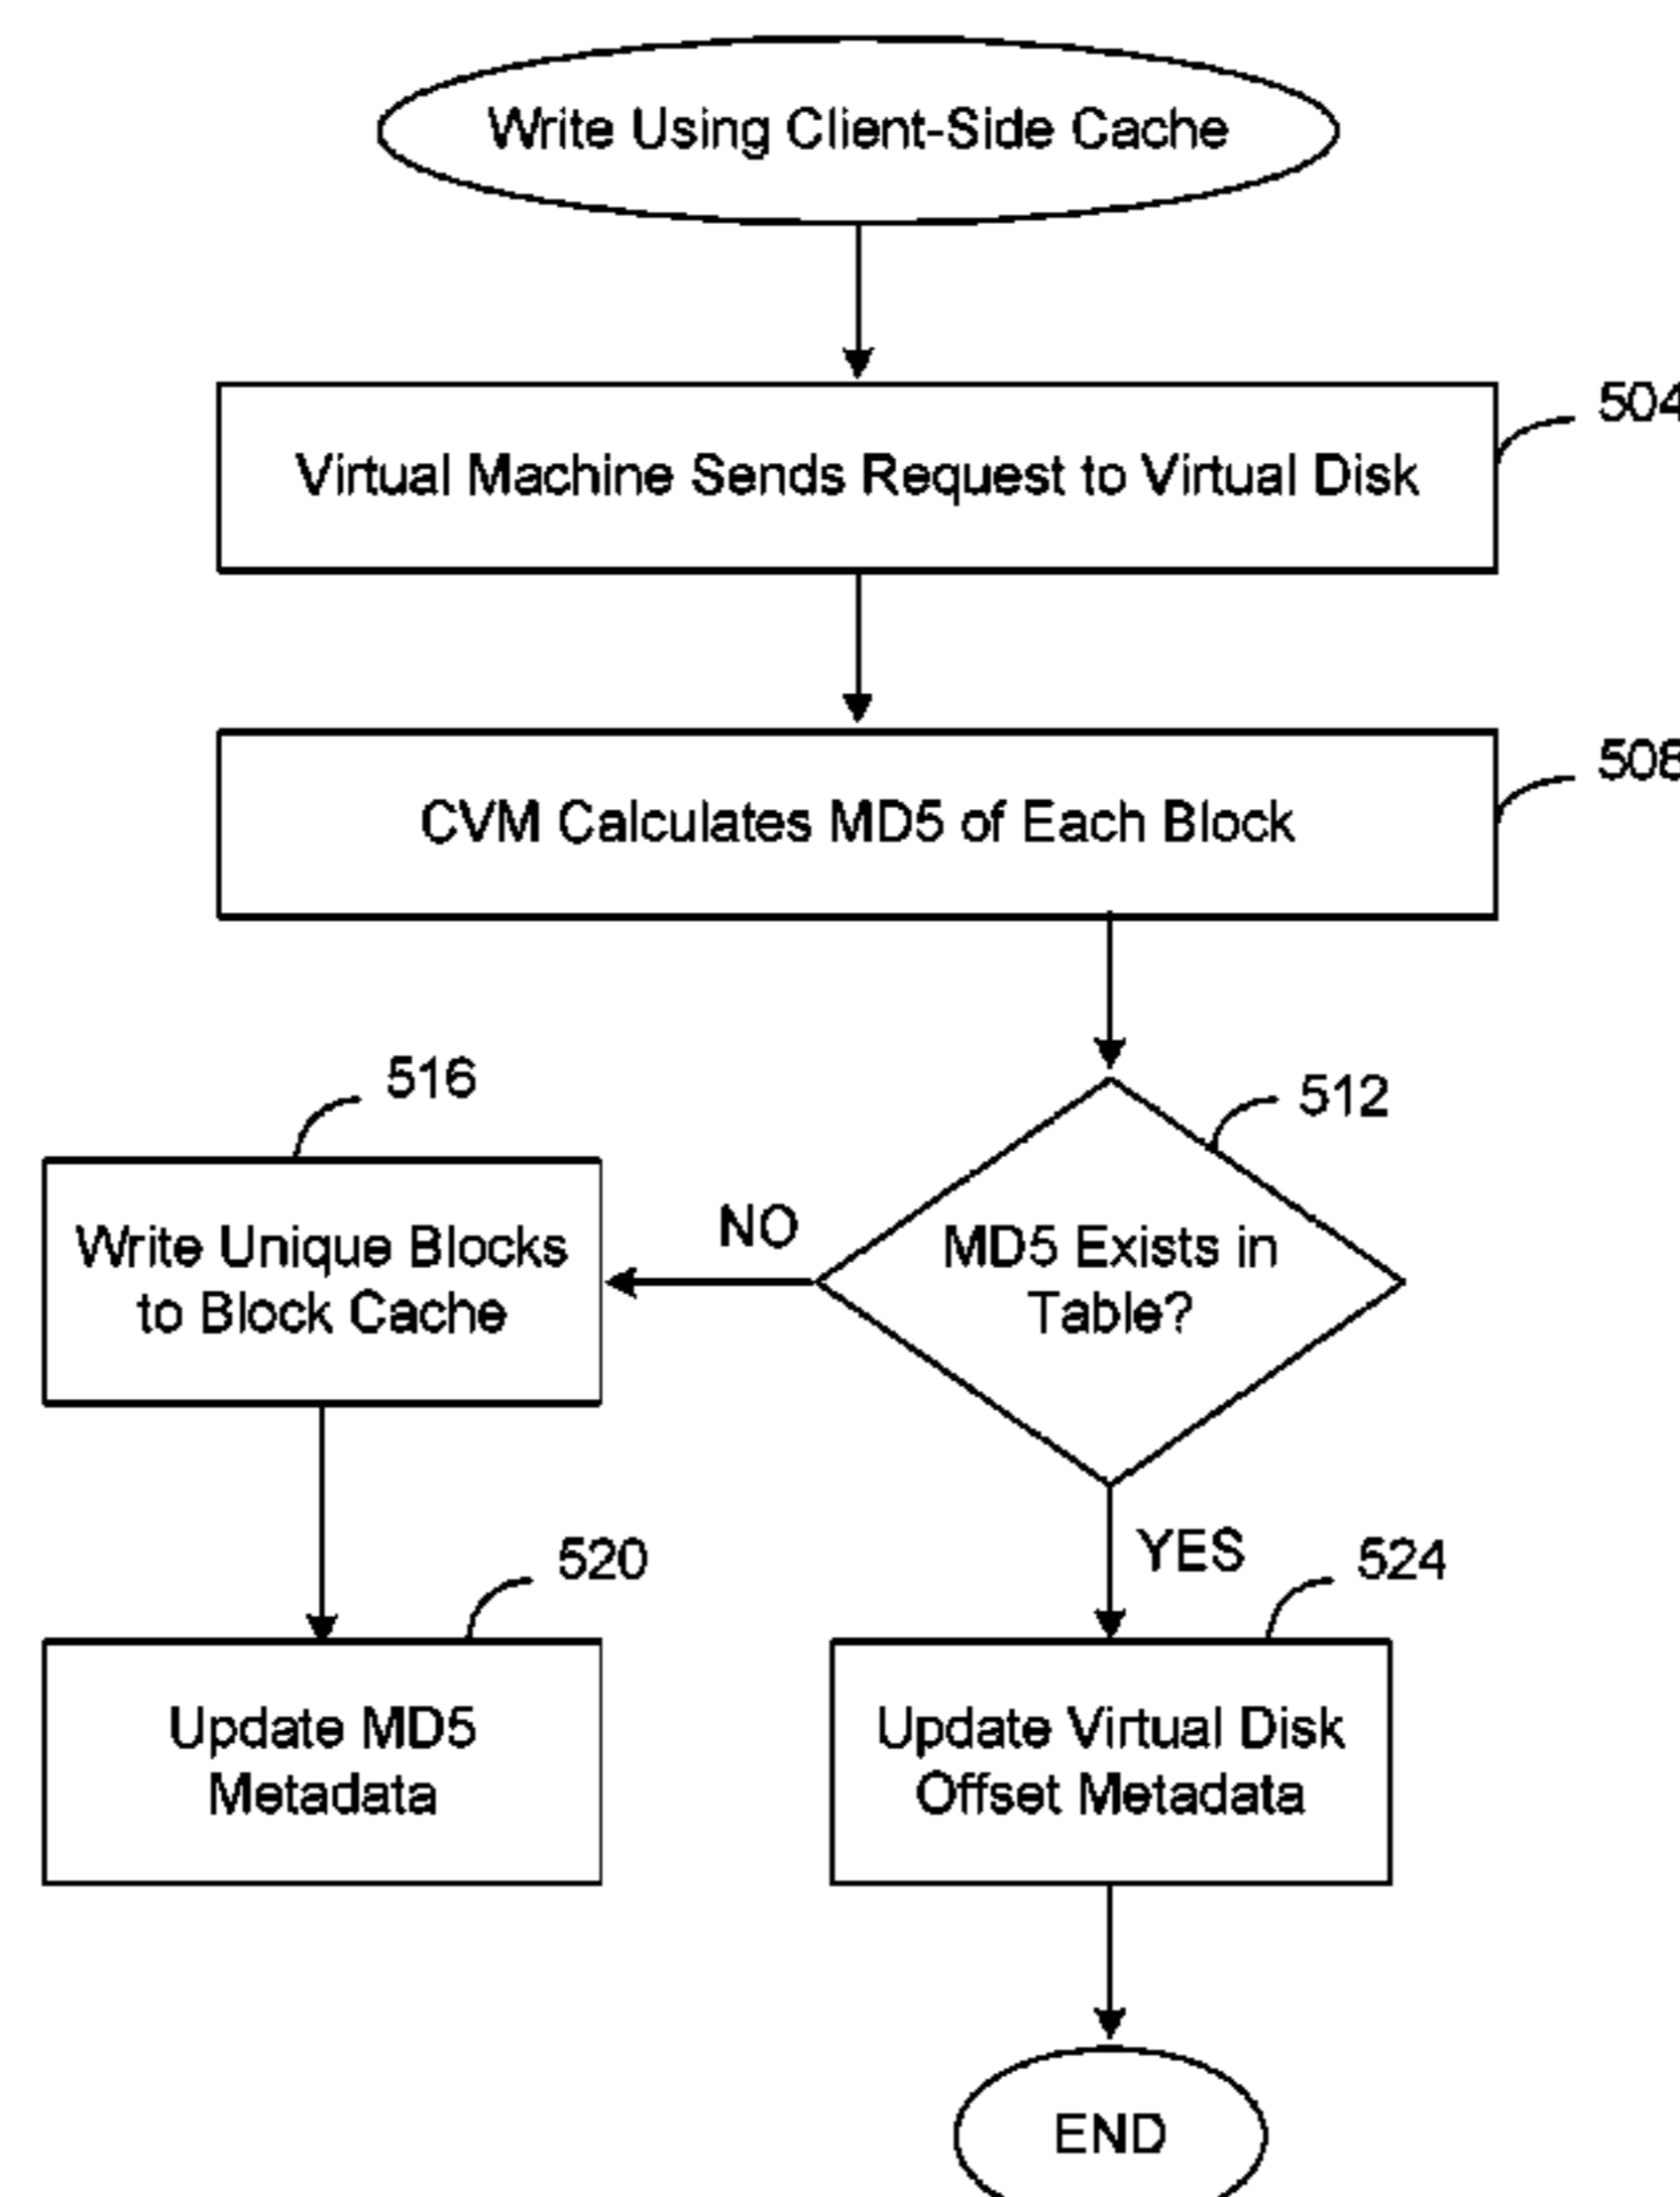 Write Using Client-Side Cache
504
Virtual Machine Sends Request to Virtual Disk
508
CVM Calculates MD5 of Each Block
516
512
Write Unique Blocks
to Block Cache
NO
MD5 Exists in
Table?
YES
520
524
Update MD5
Metadata
Update Virtual Disk
Offset Metadata
END